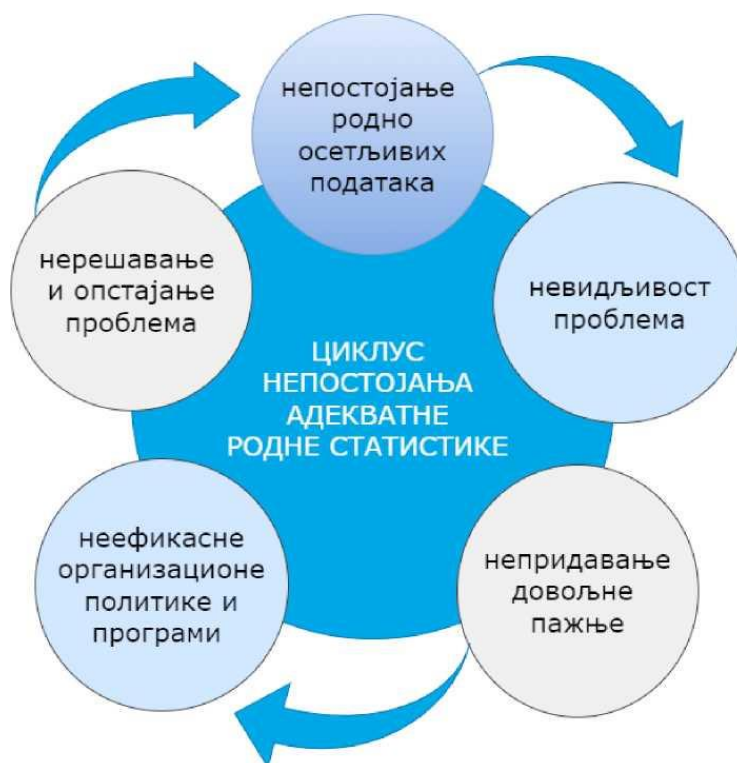 непостојање
родно
осетљивих
података
невидљивост
проблема
непридавање
довољне
пажње
неефикасне
организационе
политике и
програми
нерешавање
и опстајање
проблема
ЦИКЛУС
НЕПОСТОЈАЊА
АДЕКВАТНЕ
РОДНЕ СТАТИСТИКЕ